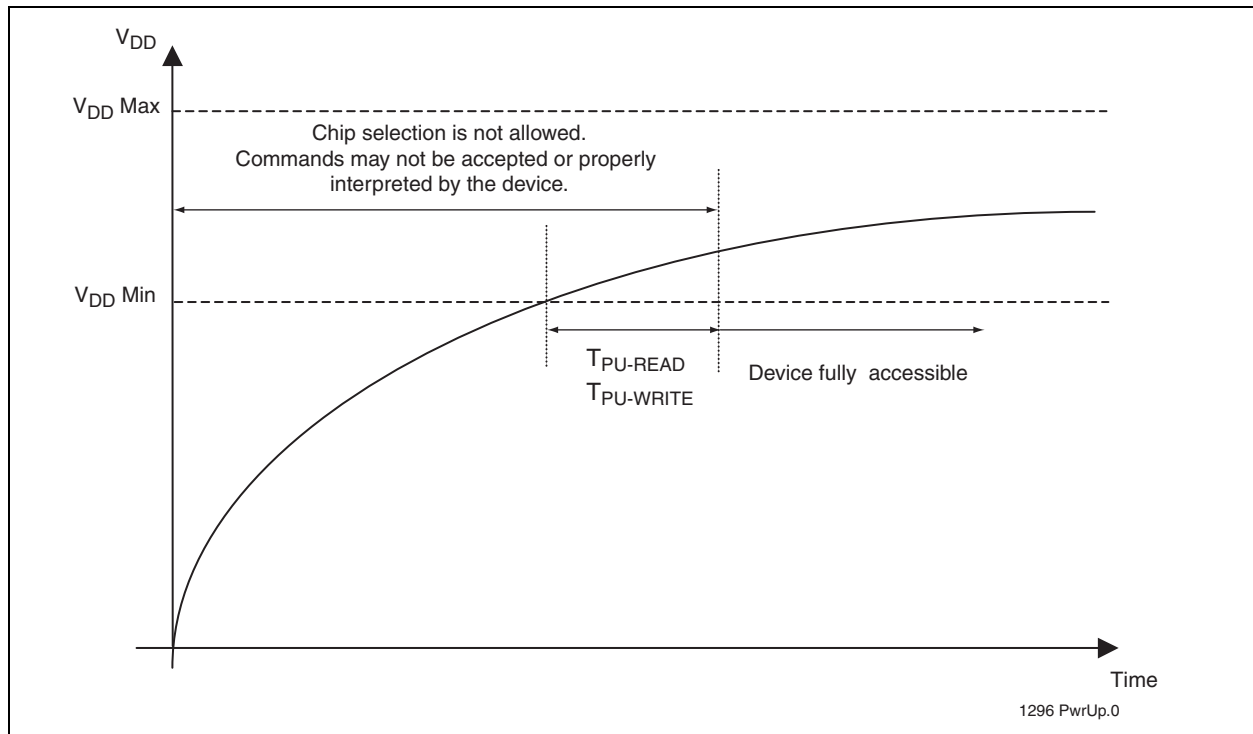 VDD
VDD Max
Chip selection is not allowed.
Commands may not be accepted or properly
interpreted by the device.
VDD Min
TPU-READ
TPU-WRITE
Device fully accessible
Time
1296 PwrUp.0